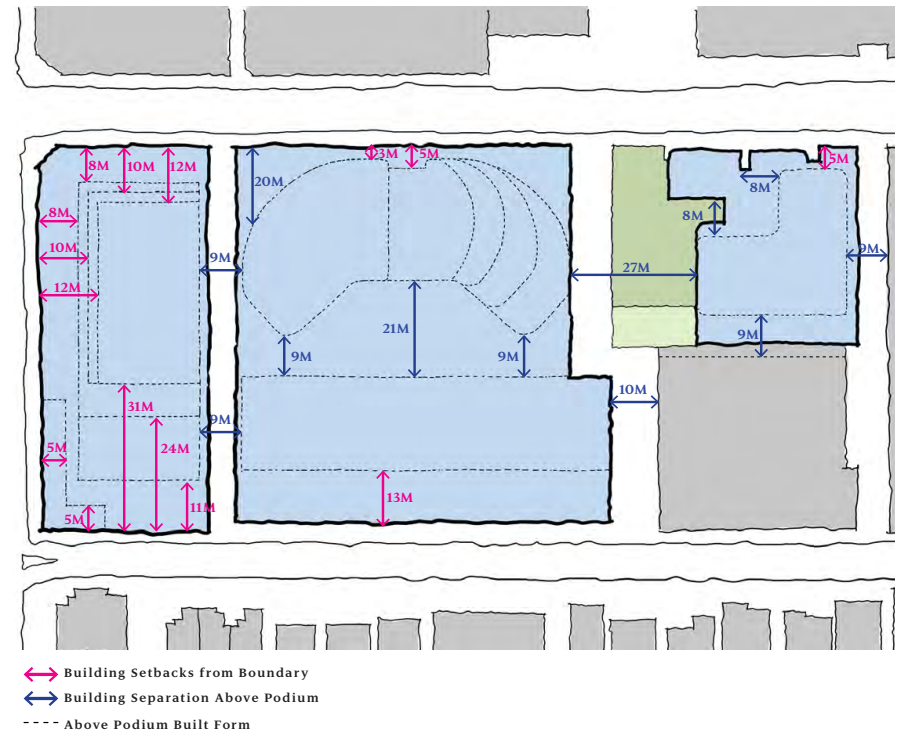 3M
5M
5M
8M
10M
12M
20M
8M
8M
8M
10M
9M
9M
27M
12M
21M
9M
9M
9M
31M
10M
9M
24M
5M
13M
11M
5M
Building Setbacks from Boundary
Building Separation Above Podium
Above Podium Built Form